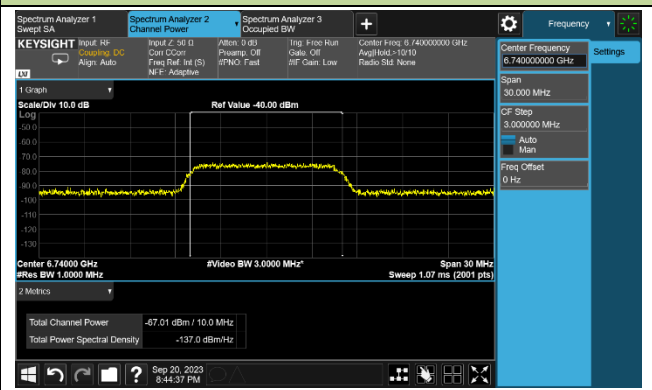 Spectrum Analyzer 1
Swept SA
Spectrum Analyzer 2
Channel Power
Spectrum Analyzer 3
Occupied BW
Frequency
KEYSIGHT
Input: RF
Coupling: DC
Align: Auto
Input Z: 50 Ω
Corr CCorr
Freq Ref: Int (S)
NFE: Adaptive
Atten: 0 dB
Preamp: Off
#PNO: Fast
Trig: Free Run
Gate: Off
#IF Gain: Low
Center Freq: 6.740000000 GHz
Avg|Hold:>10/10
Radio Std: None
Center Frequency
6.740000000 GHz
Settings
Span
30.000 MHz
CF Step
3.000000 MHz
Auto
Man
Freq Offset
0 Hz
LXI
1 Graph
Scale/Div 10.0 dB
Ref Value -40.00 dBm
Log
-50.0
-60.0
-70.0
-80.0
-90.0
-100
-110
-120
-130
Center 6.74000 GHz
#Video BW 3.0000 MHz*
Span 30 MHz
#Res BW 1.0000 MHz
Sweep 1.07 ms (2001 pts)
2 Metrics
Total Channel Power
-67.01 dBm / 10.0 MHz
Total Power Spectral Density
-137.0 dBm/Hz
?
Sep 20, 2023
8:44:37 PM